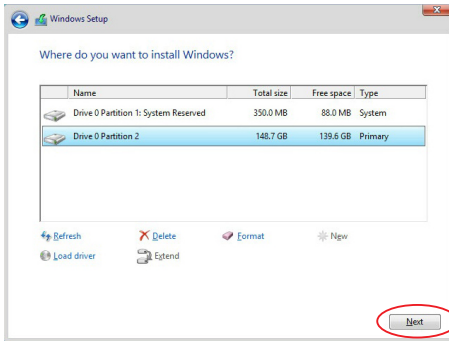 Windows Setup
Where do you want to install Windows?
Name Total size Free space Type
Drive 0 Partition 1: System Reserved 350.0 MB 88.0 MB System
Drive 0 Partition 2 148.7 GB 139.6 GB Primary
Refresh Delete Format New
Load driver Extend
Next